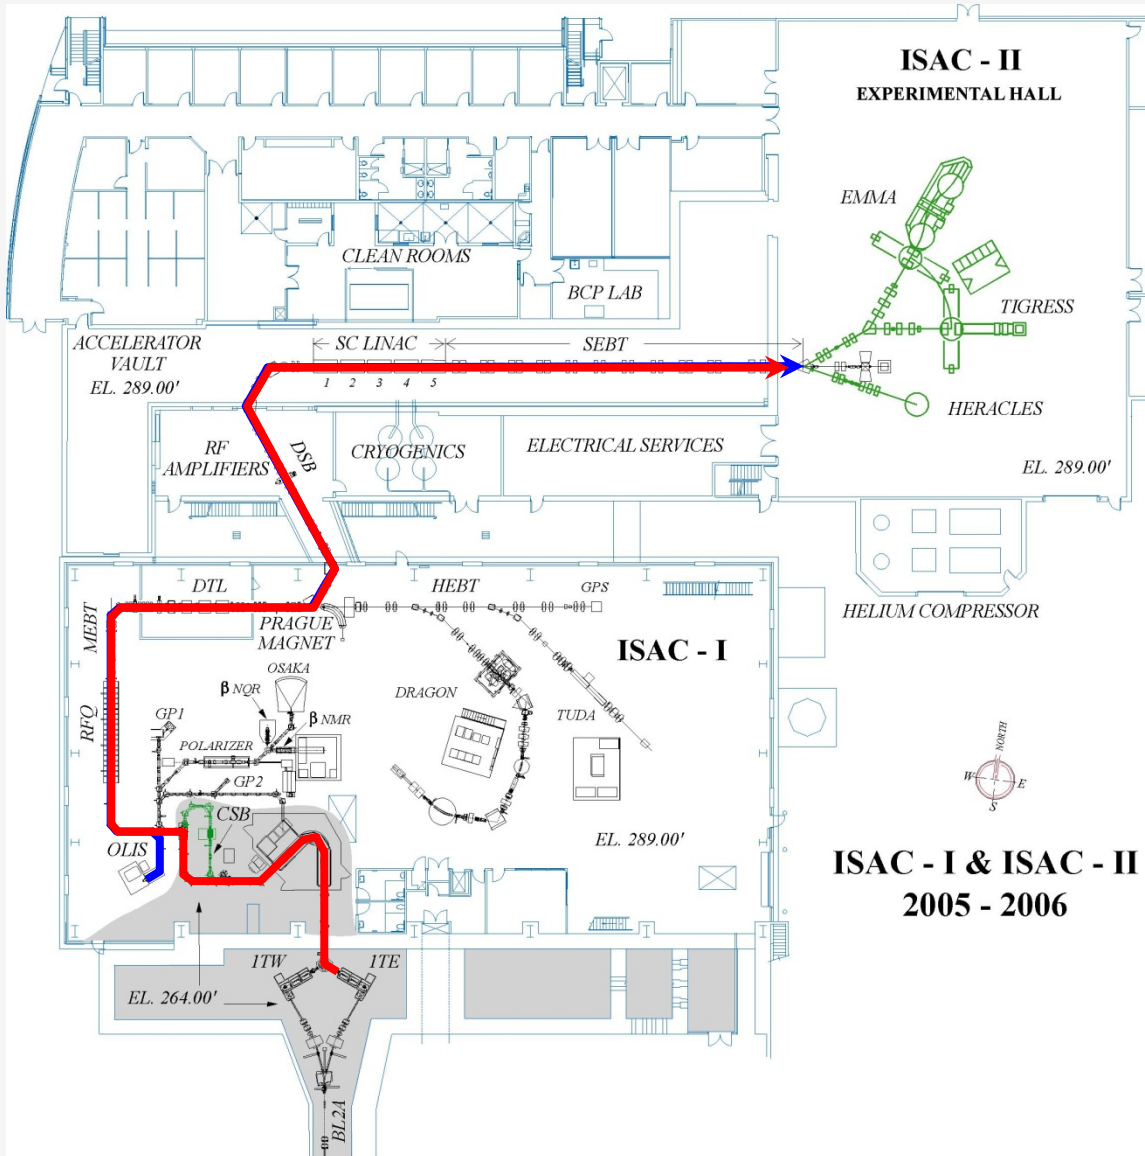 ISAC - II
EXPERIMENTAL HALL
EMMA
CLEAN ROOMS
BCP LAB
TIGRESS
ACCELERATOR
VAULT
EL. 289.00'
SC LINAC
SEBT
1 2 3 4 5
HERACLES
RF
AMPLIFIERS
DSB
CRYOGENICS
ELECTRICAL SERVICES
EL. 289.00'
DTL
HEBT
GPS
MEBT
PRAGUE
MAGNET
HELIUM COMPRESSOR
ISAC - I
OSAKA
β NQR
DRAGON
GP1
β NMR
TUDA
RFQ
POLARIZER
NORTH
W
E
S
GP2
CSB
EL. 289.00'
OLIS
ISAC - I & ISAC - II
2005 - 2006
1TW
1TE
EL. 264.00'
BL2A